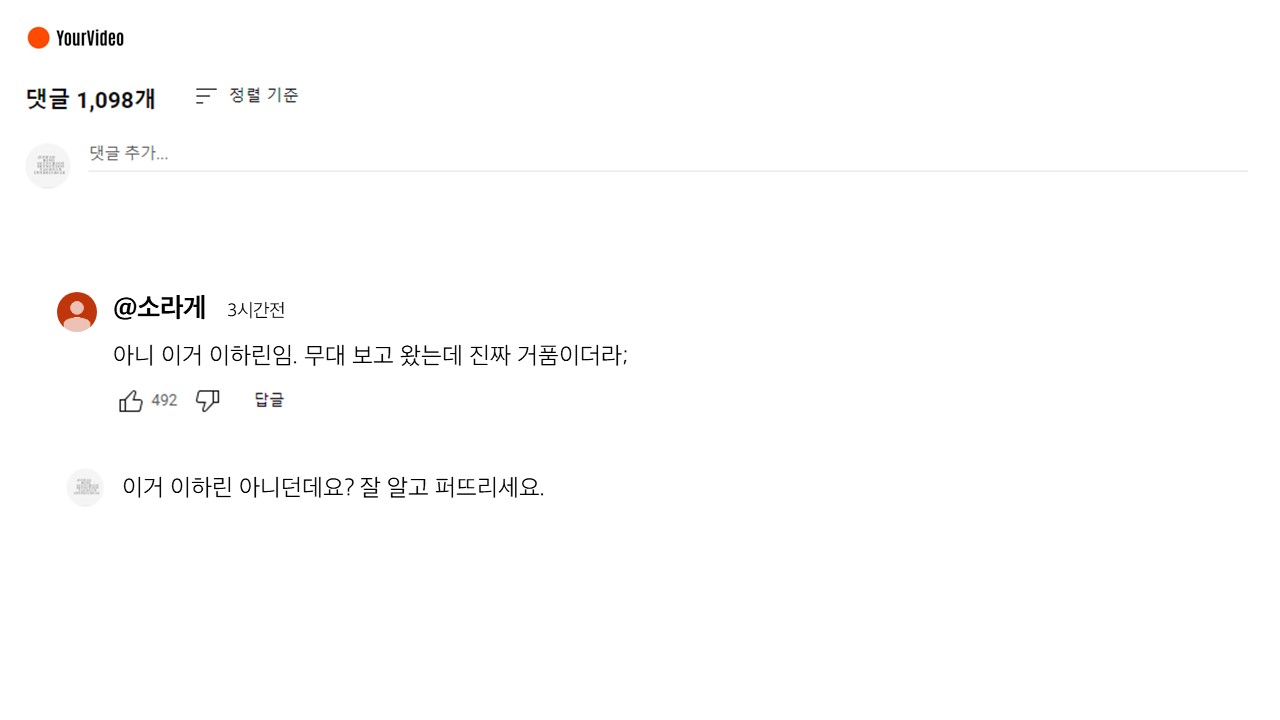 YourVideo
댓글 1,098개
정렬 기준
댓글 추가...
@소라게 3시간전
아니 이거 이하린임. 무대 보고 왔는데 진짜 거품이더라;
492 답글
이거 이하린 아니던데요? 잘 알고 퍼뜨리세요.